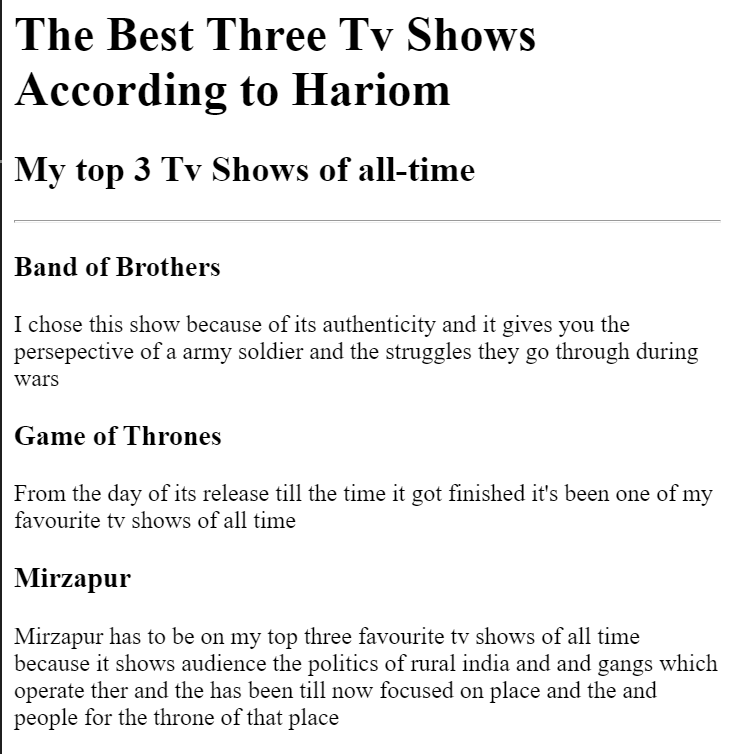 The Best Three Tv Shows
According to Hariom
My top 3 Tv Shows of all-time
Band of Brothers
I chose this show because of its authenticity and it gives you the
persepective of a army soldier and the struggles they go through during
wars
Game of Thrones
From the day of its release till the time it got finished it's been one of my
favourite tv shows of all time
Mirzapur
Mirzapur has to be on my top three favourite tv shows of all time
because it shows audience the politics of rural india and and gangs which
operate ther and the has been till now focused on place and the and
people for the throne of that place